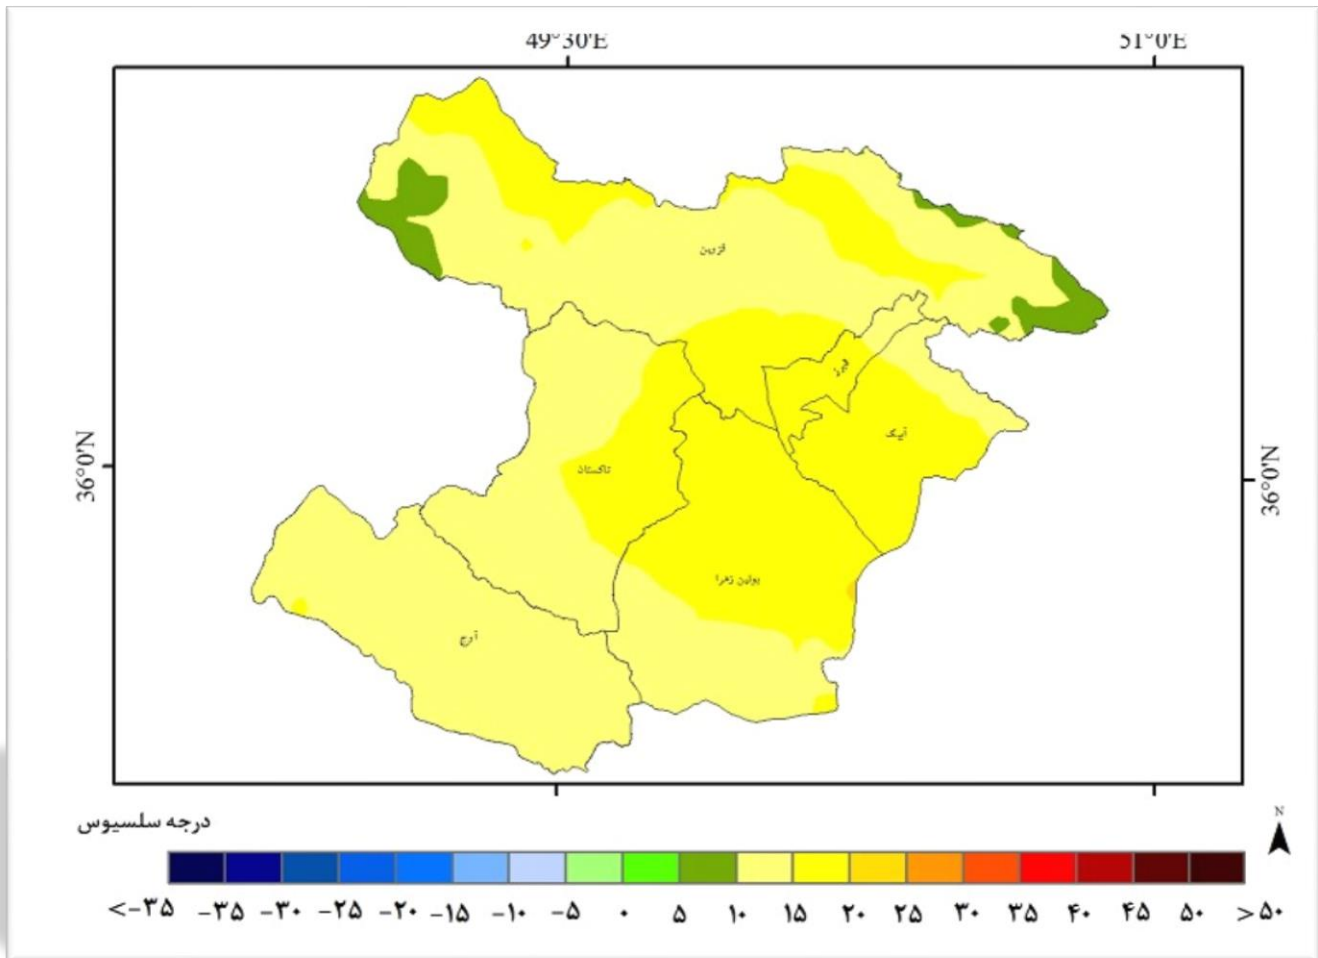 49°30'E 51°0'E
قزوین
البرز
آبیک
36°0'N 36°0'N
تاکستان
بوئین زهرا
آوج
درجه سلسیوس
N
<-۳۵ -۳۵ -۳۰ -۲۵ -۲۰ -۱۵ -۱۰ -۵ ۰ ۵ ۱۰ ۱۵ ۲۰ ۲۵ ۳۰ ۳۵ ۴۰ ۴۵ ۵۰ >۵۰